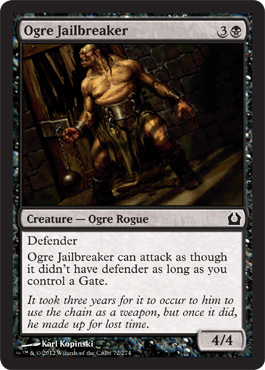 Ogre Jailbreaker 3
Creature — Ogre Rogue
Defender
Ogre Jailbreaker can attack as though
it didn't have defender as long as you
control a Gate.
It took three years for it to occur to him to
use the chain as a weapon, but once it did,
he made up for lost time.
4/4
Karl Kopinski
™ & © 2012 Wizards of the Coast 72/274